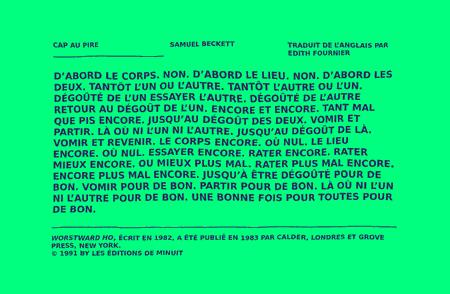 CAP AU PIRE
SAMUEL BECKETT
TRADUIT DE L'ANGLAIS PAR
EDITH FOURNIER
D'ABORD LE CORPS. NON. D'ABORD LE LIEU. NON. D'ABORD LES
DEUX. TANTÔT L'UN OU L'AUTRE. TANTÔT L'AUTRE OU L'UN.
DÉGOÛTÉ DE L'UN ESSAYER L'AUTRE. DÉGOÛTÉ DE L'AUTRE
RETOUR AU DÉGOÛT DE L'UN. ENCORE ET ENCORE. TANT MAL
QUE PIS ENCORE. JUSQU'AU DÉGOÛT DES DEUX. VOMIR ET
PARTIR. LÀ OÙ NI L'UN NI L'AUTRE. JUSQU'AU DÉGOÛT DE LÀ.
VOMIR ET REVENIR. LE CORPS ENCORE. OÙ NUL. LE LIEU
ENCORE. OÙ NUL. ESSAYER ENCORE. RATER ENCORE. RATER
MIEUX ENCORE. OU MIEUX PLUS MAL. RATER PLUS MAL ENCORE.
ENCORE PLUS MAL ENCORE. JUSQU'À ÊTRE DÉGOÛTÉ POUR DE
BON. VOMIR POUR DE BON. PARTIR POUR DE BON. LÀ OÙ NI L'UN
NI L'AUTRE POUR DE BON. UNE BONNE FOIS POUR TOUTES POUR
DE BON.
WORSTWARD HO, ÉCRIT EN 1982, A ÉTÉ PUBLIÉ EN 1983 PAR CALDER, LONDRES ET GROVE
PRESS, NEW YORK.
© 1991 BY LES ÉDITIONS DE MINUIT